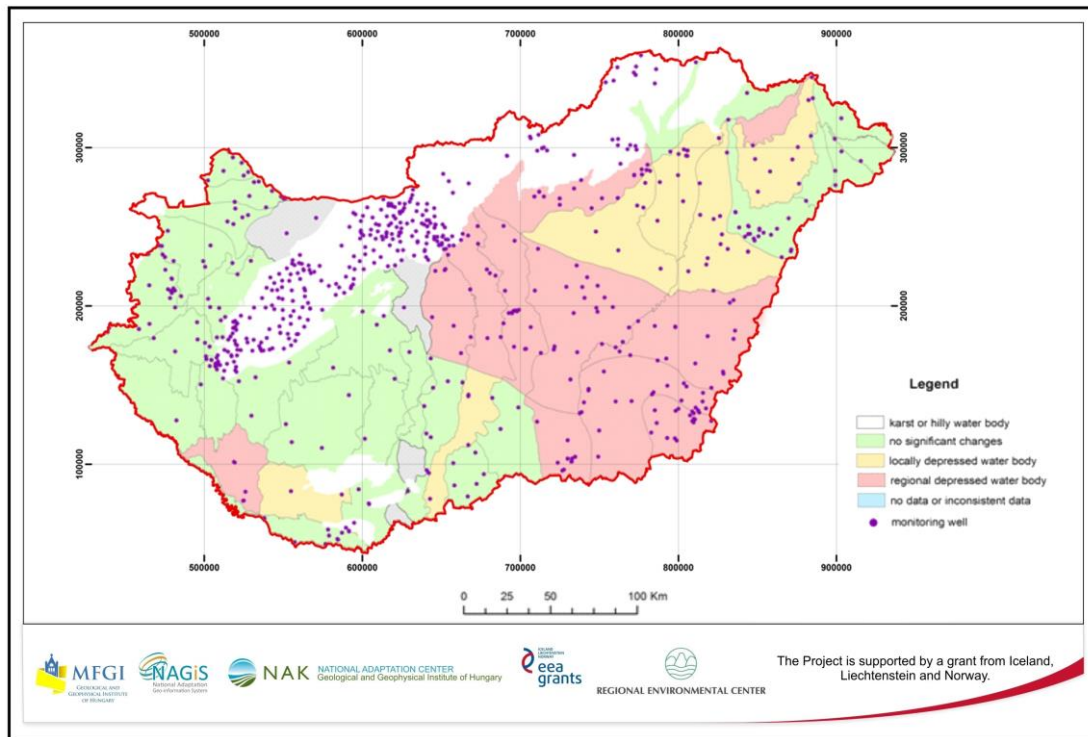 500000 600000 700000 800000 900000
300000 300000
200000 200000
100000
Legend
karst or hilly water body
no significant changes
locally depressed water body
regional depressed water body
no data or inconsistent data
monitoring well
500000 600000 700000 800000 900000
0 25 50 100 Km
MFGI
GEOLOGICAL AND
GEOPHYSICAL INSTITUTE
OF HUNGARY
NAGiS
National Adaptation
Geo-information System
NAK
NATIONAL ADAPTATION CENTER
Geological and Geophysical Institute of Hungary
ICELAND
LIECHTENSTEIN
NORWAY
eea
grants
REGIONAL ENVIRONMENTAL CENTER
The Project is supported by a grant from Iceland,
Liechtenstein and Norway.